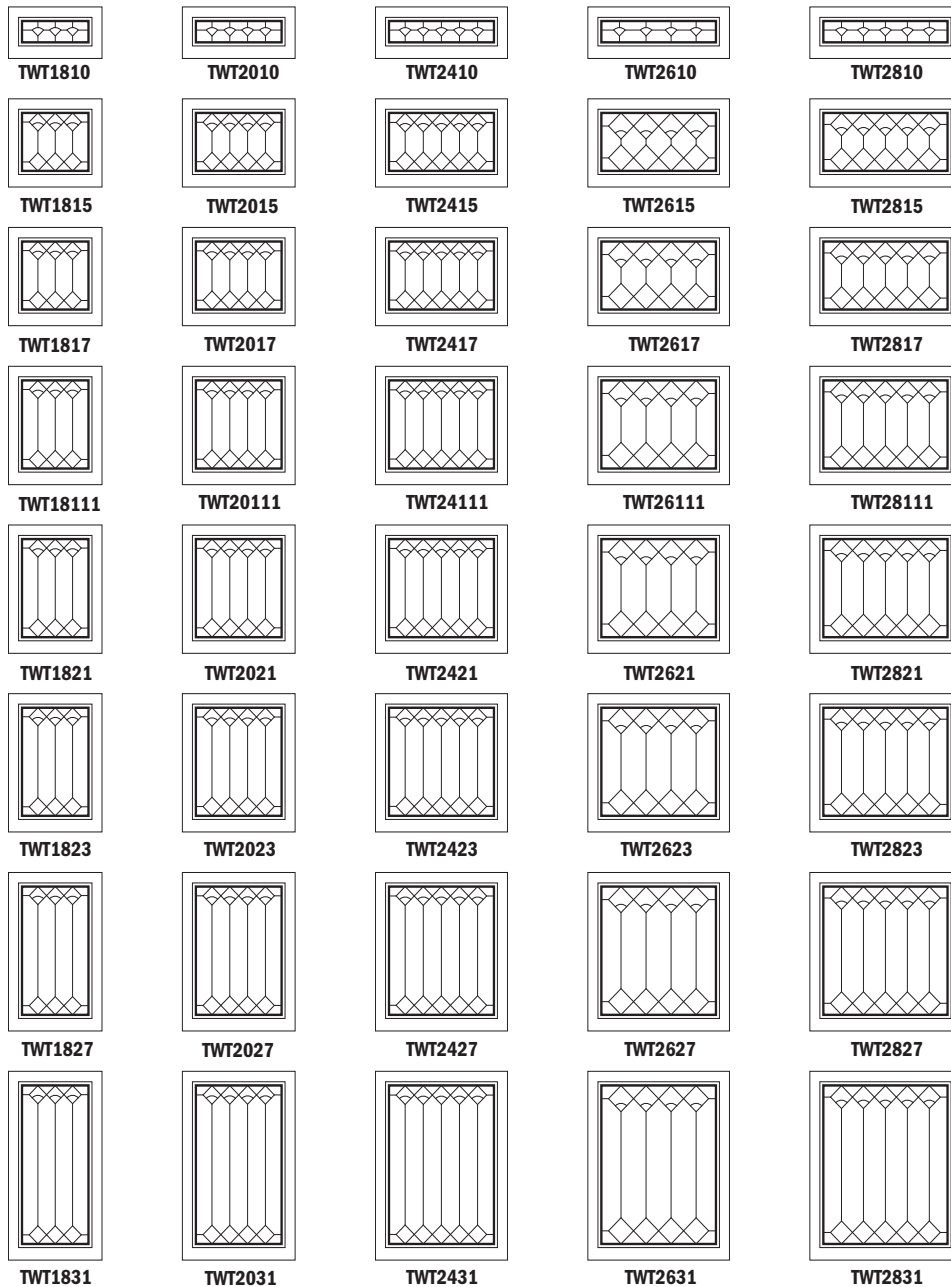 TWT1810 TWT2010 TWT2410 TWT2610 TWT2810
TWT1815 TWT2015 TWT2415 TWT2615 TWT2815
TWT1817 TWT2017 TWT2417 TWT2617 TWT2817
TWT18111 TWT20111 TWT24111 TWT26111 TWT28111
TWT1821 TWT2021 TWT2421 TWT2621 TWT2821
TWT1823 TWT2023 TWT2423 TWT2623 TWT2823
TWT1827 TWT2027 TWT2427 TWT2627 TWT2827
TWT1831 TWT2031 TWT2431 TWT2631 TWT2831